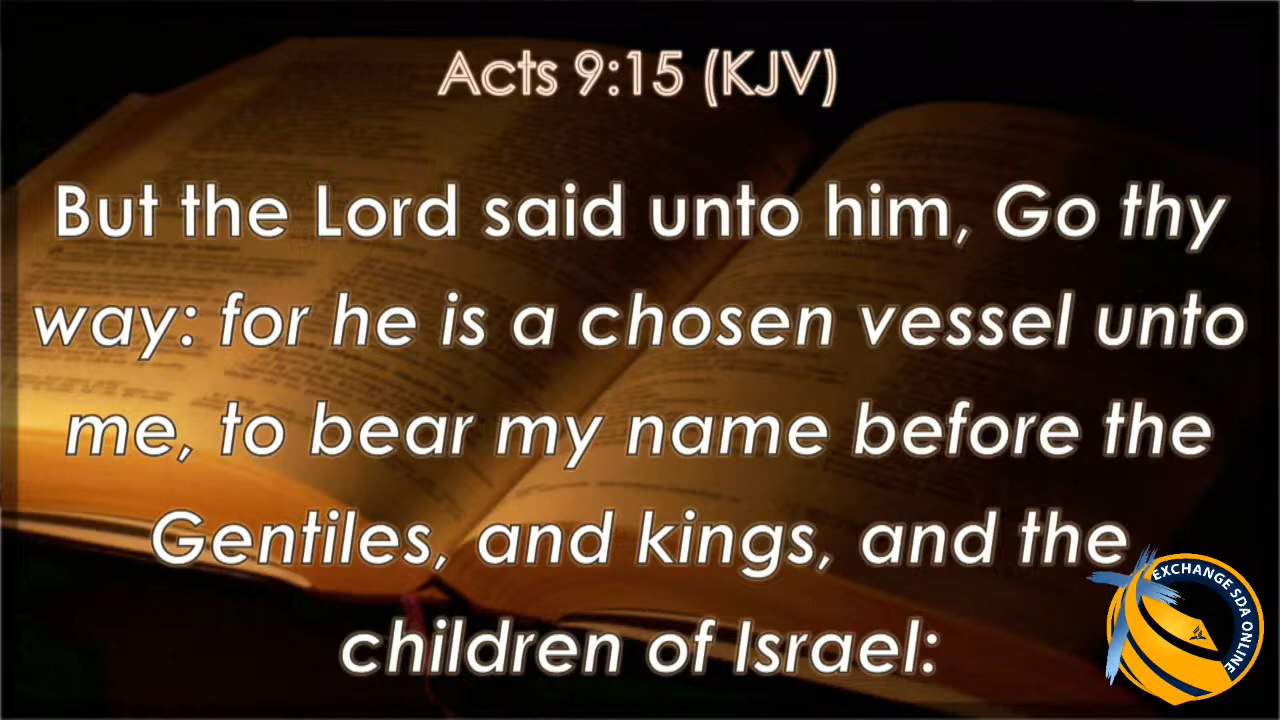 Acts 9:15 (KJV)
But the Lord said unto him, Go thy
way: for he is a chosen vessel unto
me, to bear my name before the
Gentiles, and kings, and the
children of Israel:
EXCHANGE SDA ONLINE